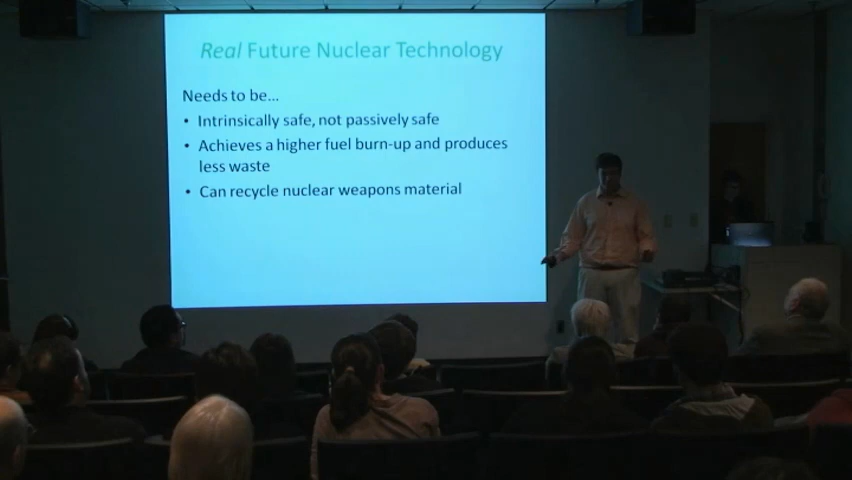 Real Future Nuclear Technology
Needs to be...
• Intrinsically safe, not passively safe
• Achieves a higher fuel burn-up and produces
less waste
• Can recycle nuclear weapons material